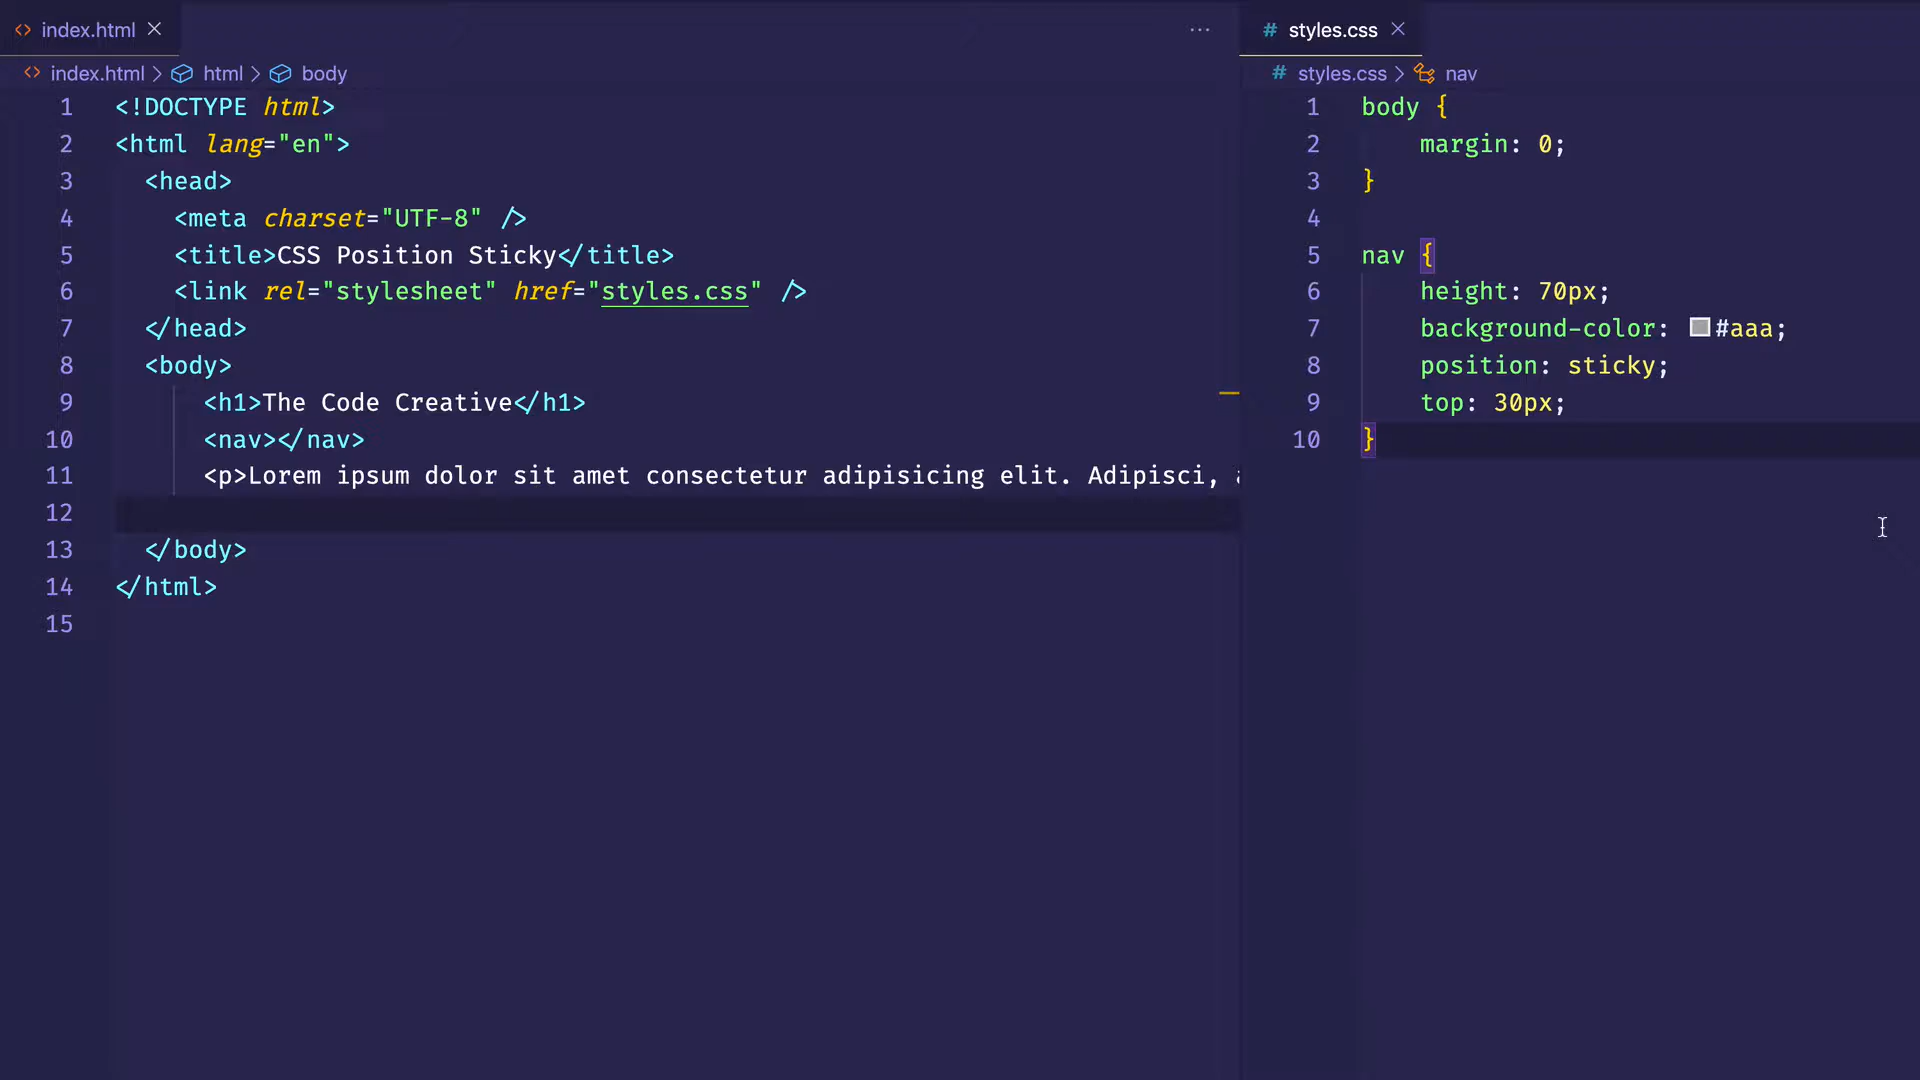 index.html
index.html > html > body
1 <!DOCTYPE html>
2 <html lang="en">
3 <head>
4 <meta charset="UTF-8" />
5 <title>CSS Position Sticky</title>
6 <link rel="stylesheet" href="styles.css" />
7 </head>
8 <body>
9 <h1>The Code Creative</h1>
10 <nav></nav>
11 <p>Lorem ipsum dolor sit amet consectetur adipisicing elit. Adipisci,
12
13 </body>
14 </html>
15
# styles.css
# styles.css > nav
1 body {
2 margin: 0;
3 }
4
5 nav {
6 height: 70px;
7 background-color: #aaa;
8 position: sticky;
9 top: 30px;
10 }